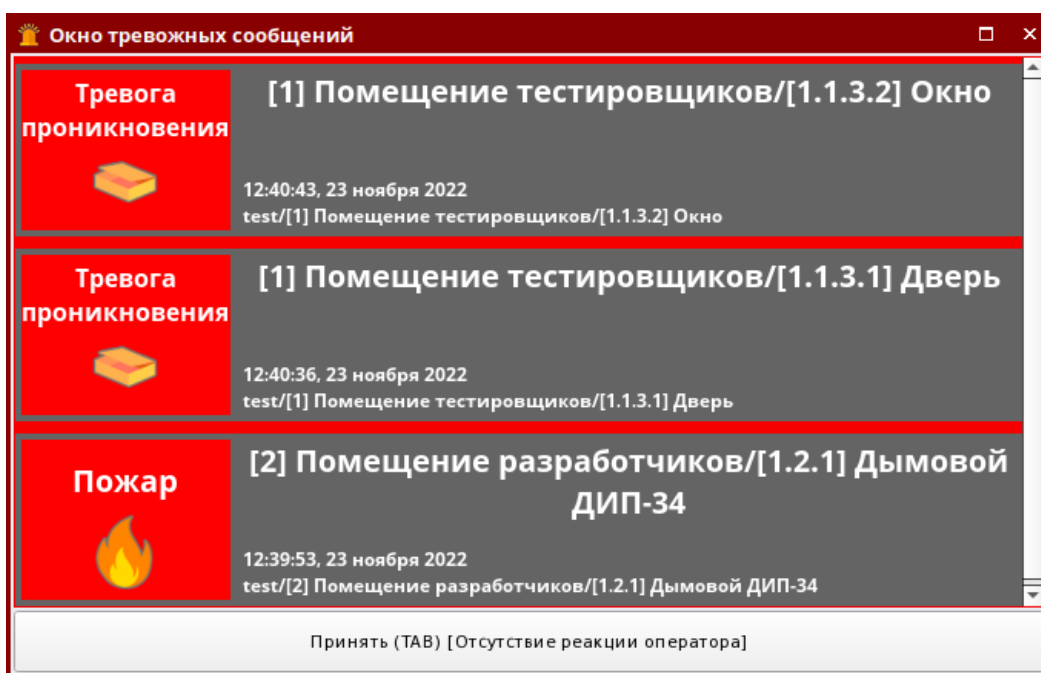 Окно тревожных сообщений
Тревога
проникновения
[1] Помещение тестировщиков/[1.1.3.2] Окно
12:40:43, 23 ноября 2022
test/[1] Помещение тестировщиков/[1.1.3.2] Окно
Тревога
проникновения
[1] Помещение тестировщиков/[1.1.3.1] Дверь
12:40:36, 23 ноября 2022
test/[1] Помещение тестировщиков/[1.1.3.1] Дверь
Пожар
[2] Помещение разработчиков/[1.2.1] Дымовой
ДИП-34
12:39:53, 23 ноября 2022
test/[2] Помещение разработчиков/[1.2.1] Дымовой ДИП-34
Принять (TAB) [Отсутствие реакции оператора]